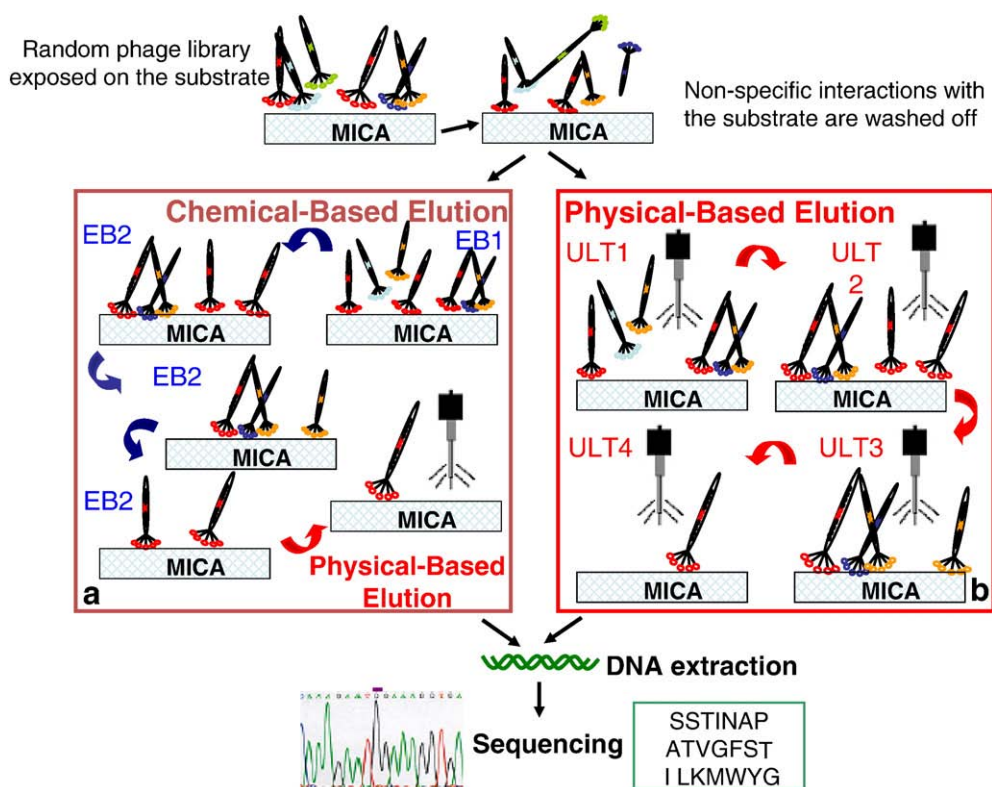 Random phage library
exposed on the substrate
MICA
MICA
Non-specific interactions with
the substrate are washed off
Chemical-Based Elution
EB2
EB1
MICA
MICA
EB2
MICA
EB2
MICA
MICA
Physical-Based
Elution
a
Physical-Based Elution
ULT1
ULT
2
MICA
MICA
ULT4
ULT3
MICA
MICA
b
DNA extraction
Sequencing
SSTINAP
ATVGFST
ILKMWYG